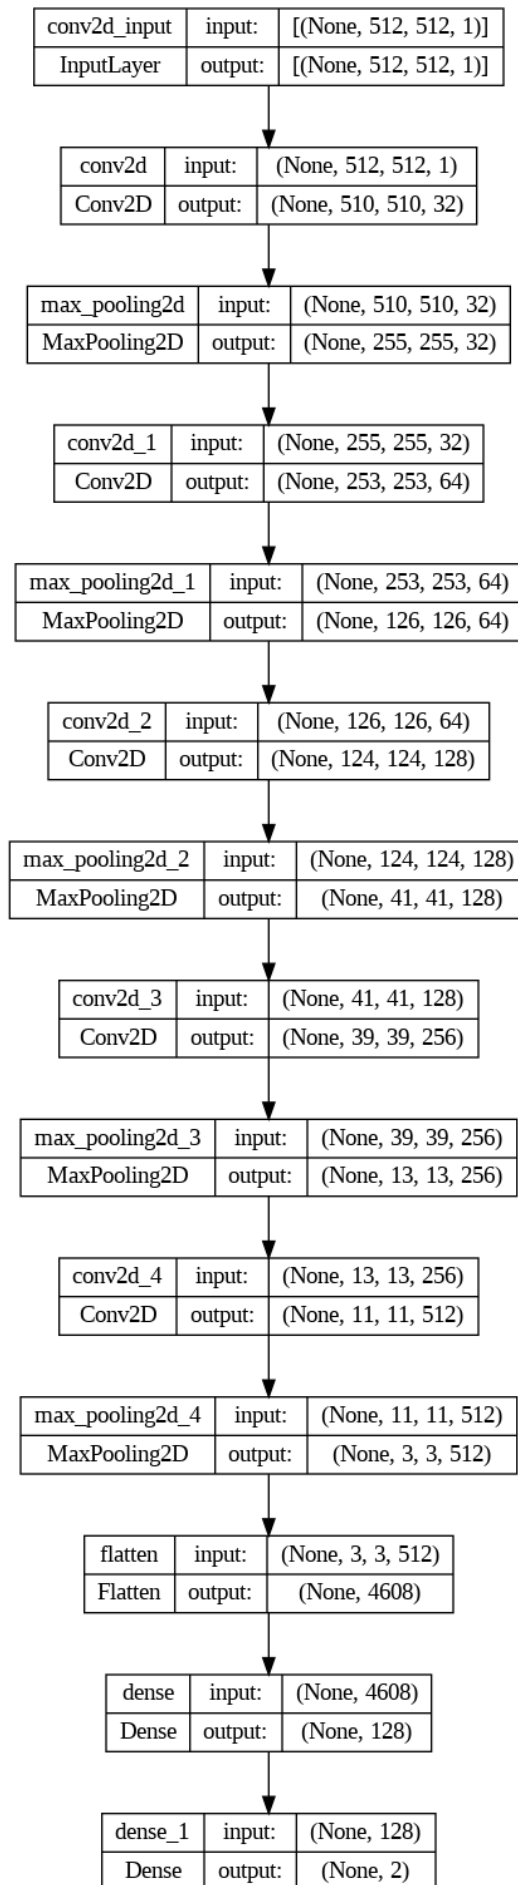 conv2d_input input: [(None, 512, 512, 1)]
InputLayer output: [(None, 512, 512, 1)]
conv2d input: (None, 512, 512, 1)
Conv2D output: (None, 510, 510, 32)
max_pooling2d input: (None, 510, 510, 32)
MaxPooling2D output: (None, 255, 255, 32)
conv2d_1 input: (None, 255, 255, 32)
Conv2D output: (None, 253, 253, 64)
max_pooling2d_1 input: (None, 253, 253, 64)
MaxPooling2D output: (None, 126, 126, 64)
conv2d_2 input: (None, 126, 126, 64)
Conv2D output: (None, 124, 124, 128)
max_pooling2d_2 input: (None, 124, 124, 128)
MaxPooling2D output: (None, 41, 41, 128)
conv2d_3 input: (None, 41, 41, 128)
Conv2D output: (None, 39, 39, 256)
max_pooling2d_3 input: (None, 39, 39, 256)
MaxPooling2D output: (None, 13, 13, 256)
conv2d_4 input: (None, 13, 13, 256)
Conv2D output: (None, 11, 11, 512)
max_pooling2d_4 input: (None, 11, 11, 512)
MaxPooling2D output: (None, 3, 3, 512)
flatten input: (None, 3, 3, 512)
Flatten output: (None, 4608)
dense input: (None, 4608)
Dense output: (None, 128)
dense_1 input: (None, 128)
Dense output: (None, 2)